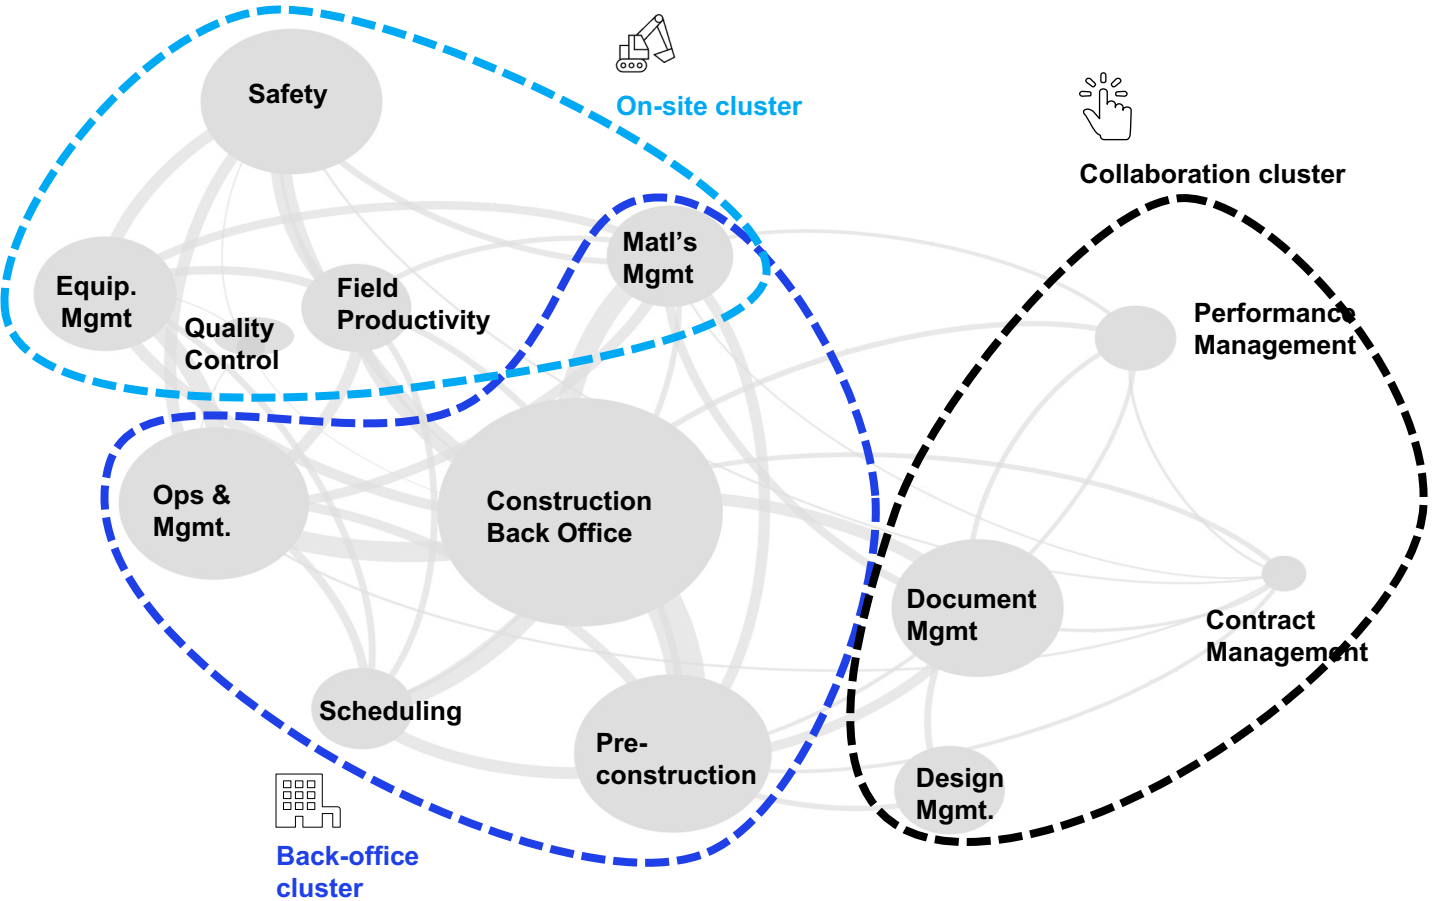 Safety
On-site cluster
Collaboration cluster
Matl's
Mgmt
Equip.
Mgmt
Field
Productivity
Quality
Control
Performance
Management
Ops &
Mgmt.
Construction
Back Office
Document
Mgmt
Contract
Management
Scheduling
Pre-
construction
Design
Mgmt.
Back-office
cluster